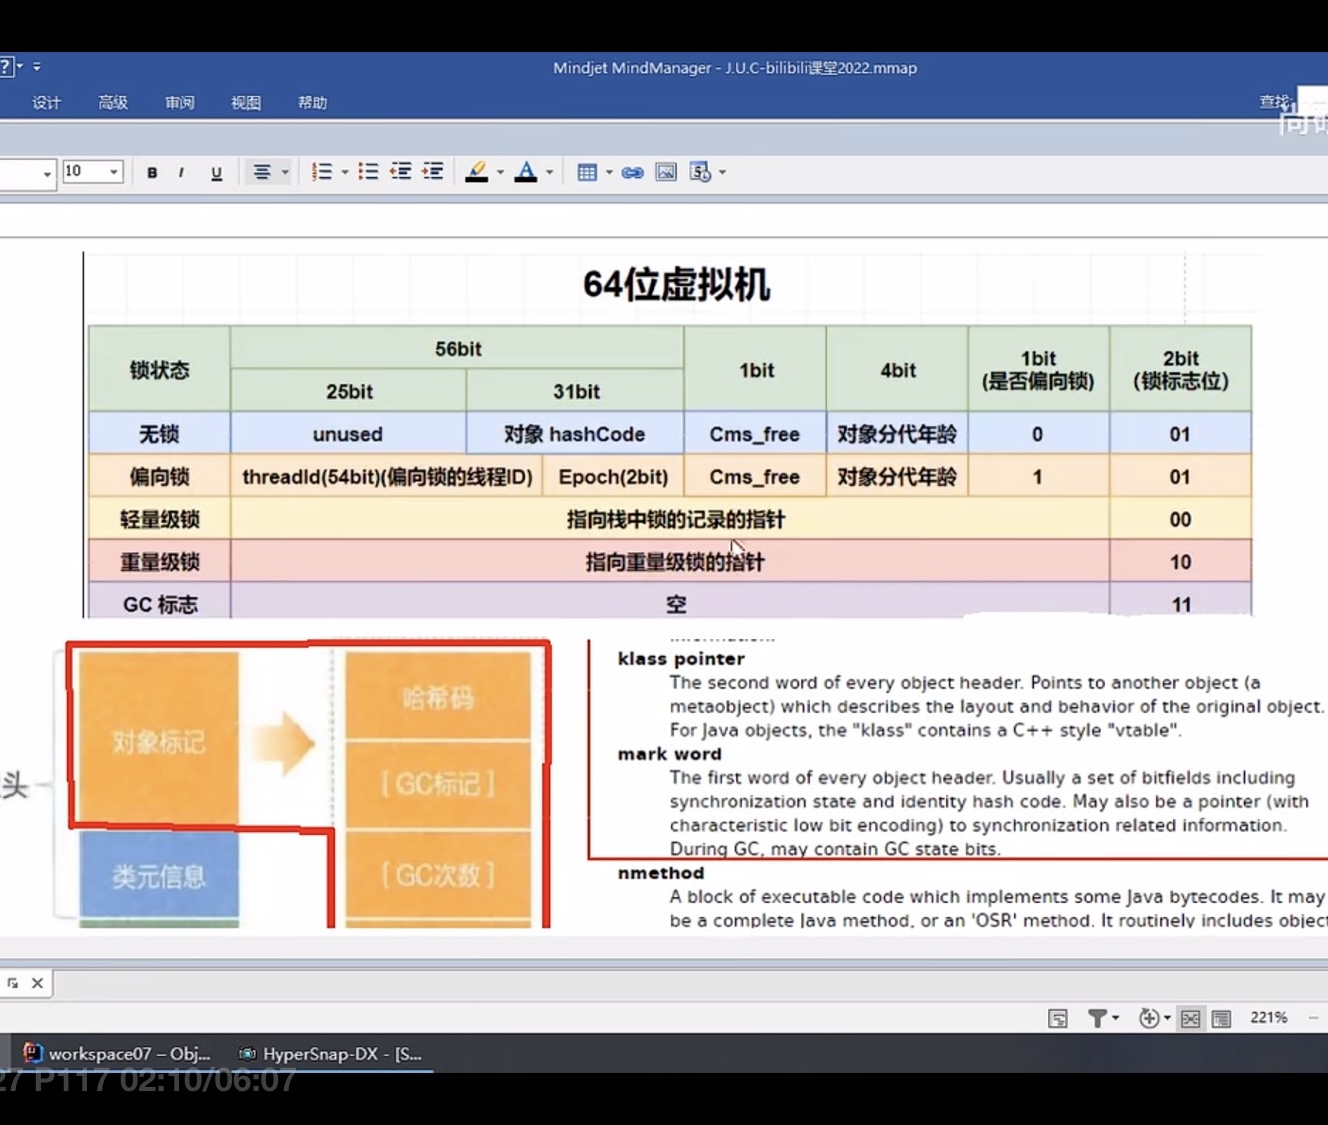 Mindjet MindManager - J.U.C-bilibili课堂2022.mmap
设计 高级 审阅 视图 帮助 查找:
10 B I U A
64位虚拟机
锁状态 56bit 1bit 4bit 1bit (是否偏向锁) 2bit (锁标志位)
25bit 31bit
无锁 unused 对象 hashCode Cms_free 对象分代年龄 0 01
偏向锁 threadId(54bit)(偏向锁的线程ID) Epoch(2bit) Cms_free 对象分代年龄 1 01
轻量级锁 指向栈中锁的记录的指针 00
重量级锁 指向重量级锁的指针 10
GC 标志 空 11
头
对象标记
类元信息
哈希码
[ GC标记 ]
[ GC次数 ]
klass pointer
The second word of every object header. Points to another object (a
metaobject) which describes the layout and behavior of the original object.
For Java objects, the "klass" contains a C++ style "vtable".
mark word
The first word of every object header. Usually a set of bitfields including
synchronization state and identity hash code. May also be a pointer (with
characteristic low bit encoding) to synchronization related information.
During GC, may contain GC state bits.
nmethod
A block of executable code which implements some Java bytecodes. It may
be a complete Java method, or an 'OSR' method. It routinely includes object
221%
workspace07 – Obj... HyperSnap-DX - [S...
27 P117 02:10/06:07